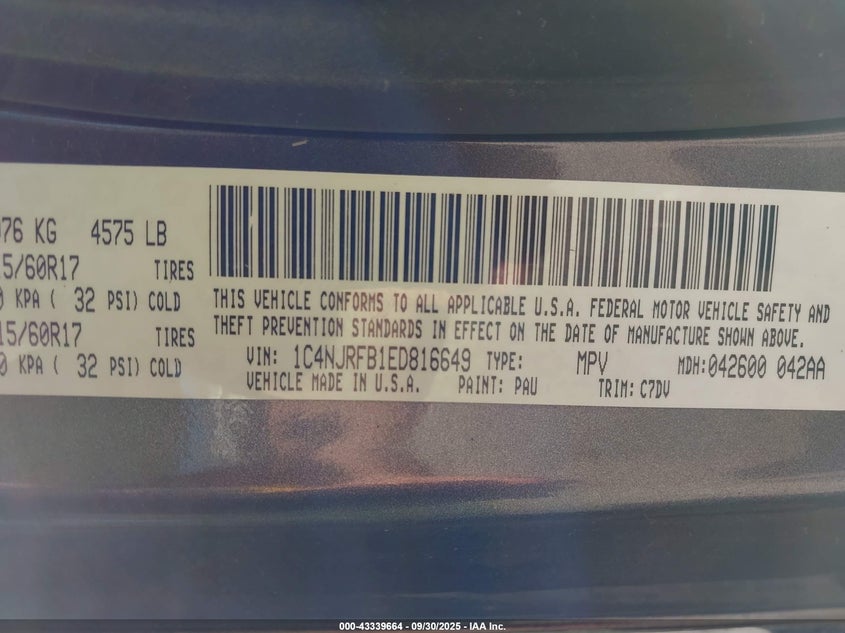 076 KG 4575 LB
15/60R17 TIRES
0 KPA ( 32 PSI) COLD
15/60R17 TIRES
0 KPA ( 32 PSI) COLD
THIS VEHICLE CONFORMS TO ALL APPLICABLE U.S.A. FEDERAL MOTOR VEHICLE SAFETY AND
THEFT PREVENTION STANDARDS IN EFFECT ON THE DATE OF MANUFACTURE SHOWN ABOVE.
VIN: 1C4NJRFB1ED816649 TYPE: MPV MDH:042600 042AA
VEHICLE MADE IN U.S.A. PAINT: PAU TRIM: C7DV
000-43339664 - 09/30/2025 - IAA Inc.